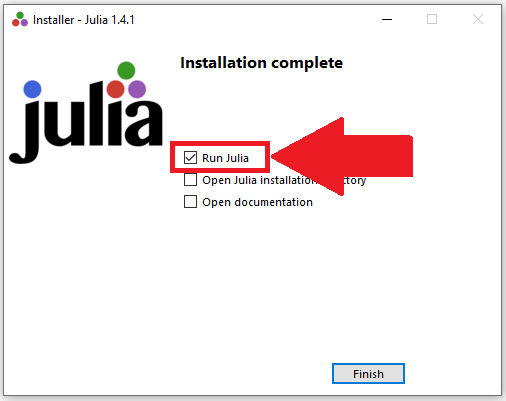 Installer - Julia 1.4.1
Installation complete
julia
Run Julia
Open Julia installation
Open documentation
Finish